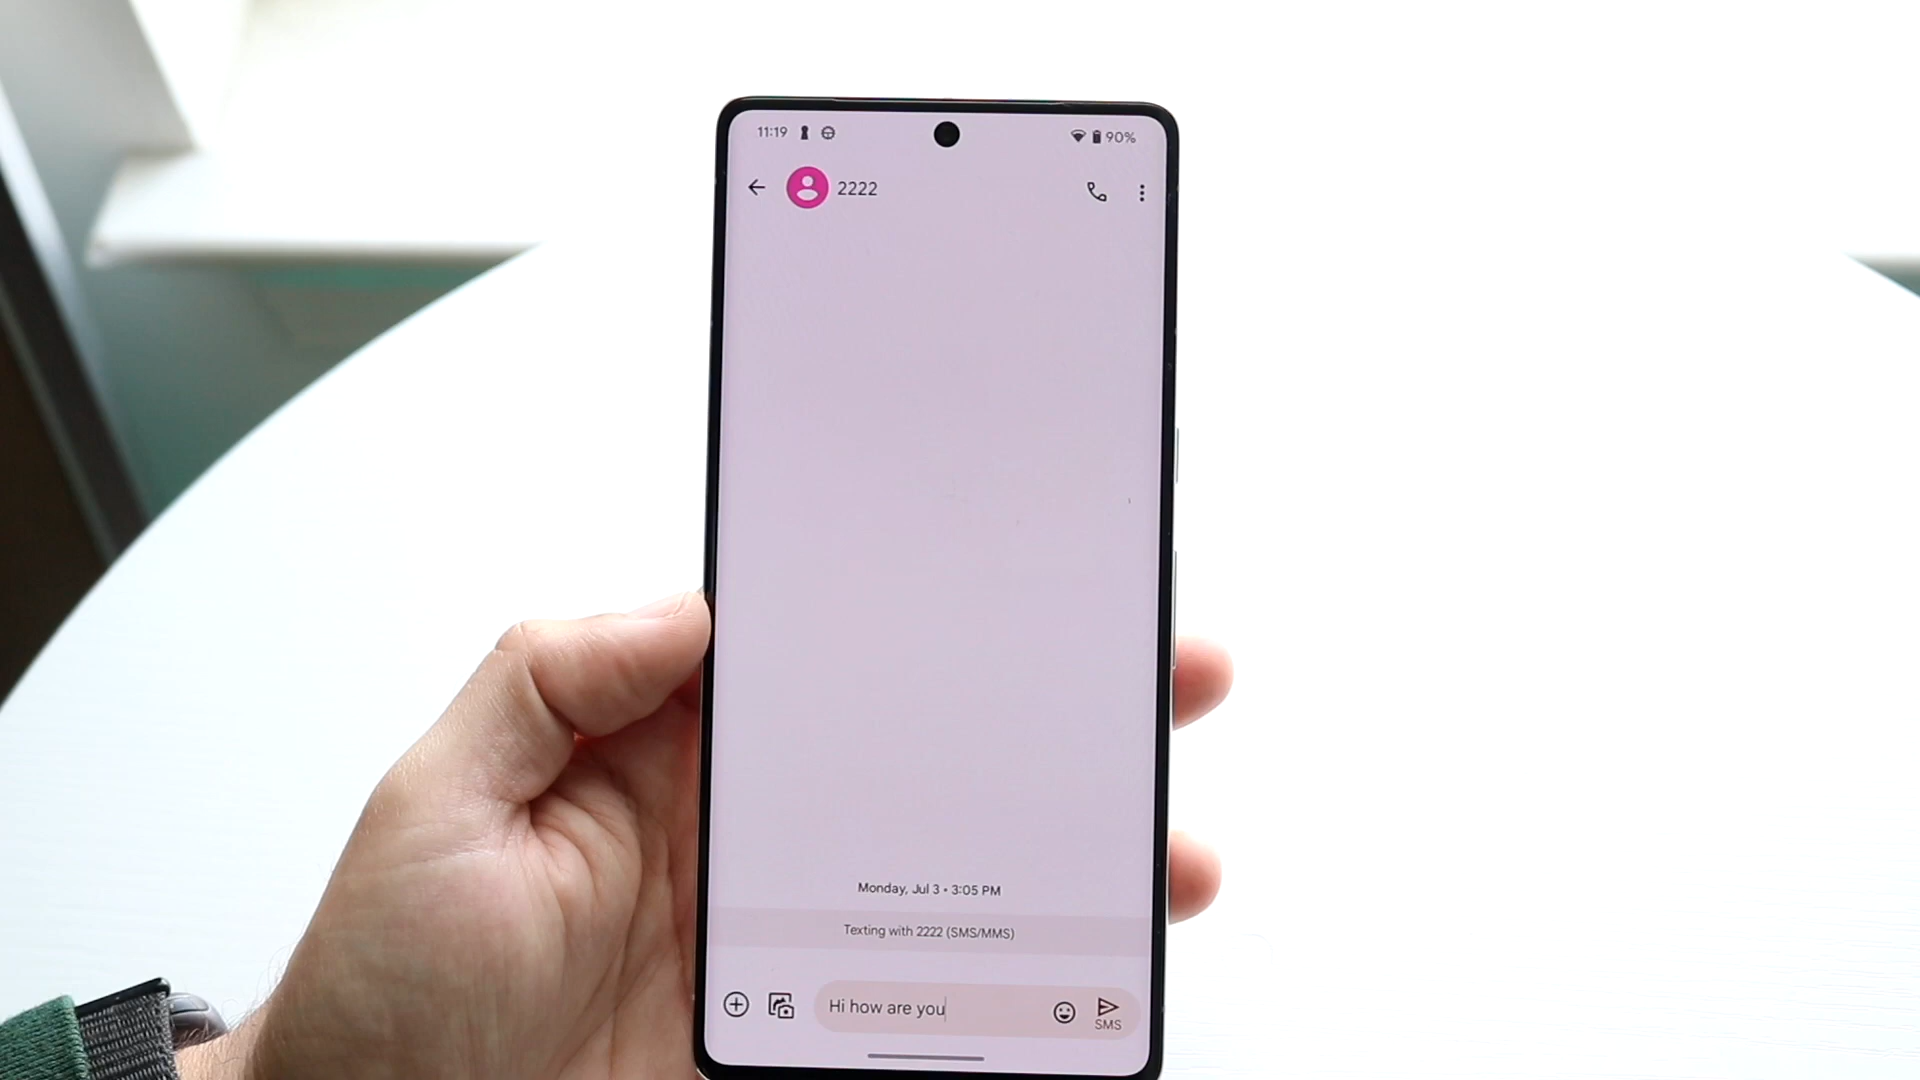 11:19
90%
2222
Monday, Jul 3 • 3:05 PM
Texting with 2222 (SMS/MMS)
Hi how are you
SMS